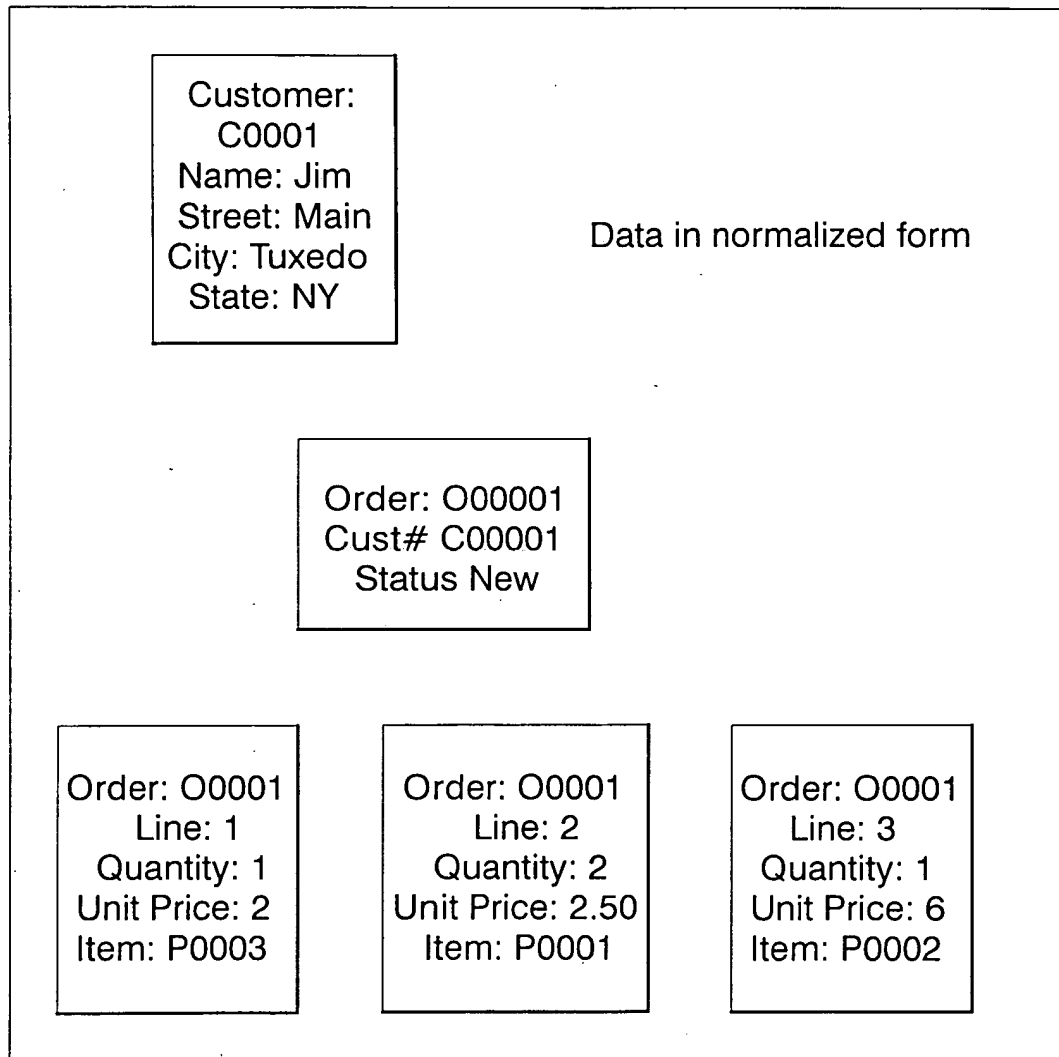 Customer:
C0001
Name: Jim
Street: Main
City: Tuxedo
State: NY
Data in normalized form
Order: O00001
Cust# C00001
Status New
Order: O0001
Line: 1
Quantity: 1
Unit Price: 2
Item: P0003
Order: O0001
Line: 2
Quantity: 2
Unit Price: 2.50
Item: P0001
Order: O0001
Line: 3
Quantity: 1
Unit Price: 6
Item: P0002